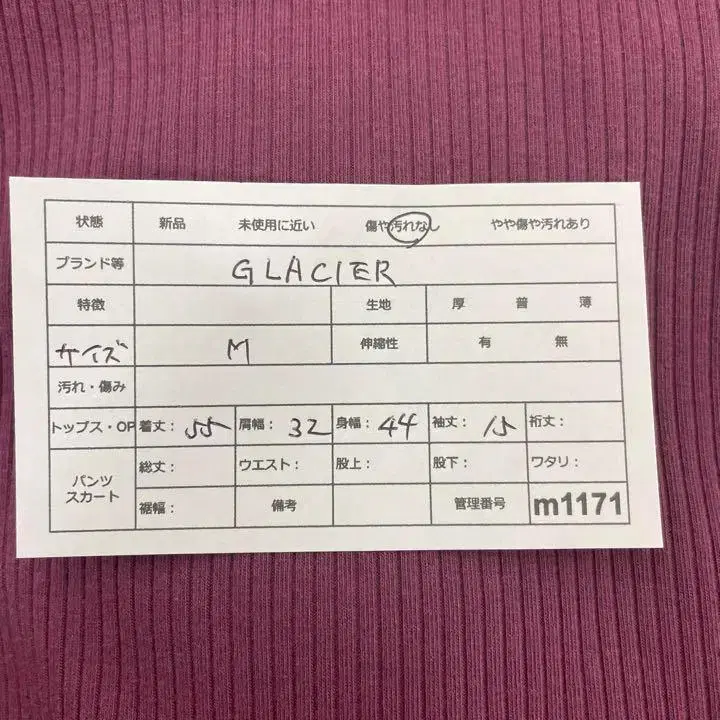 状態 新品 未使用に近い 傷や汚れなし やや傷や汚れあり
ブランド等 GLACIER
特徴 生地 厚 普 薄
サイズ M 伸縮性 有 無
汚れ・傷み
トップス・OP 着丈： 55 肩幅： 32 身幅： 44 袖丈： 15 裄丈：
パンツ スカート 総丈： ウエスト： 股上： 股下： ワタリ：
裾幅： 備考 管理番号 m1171